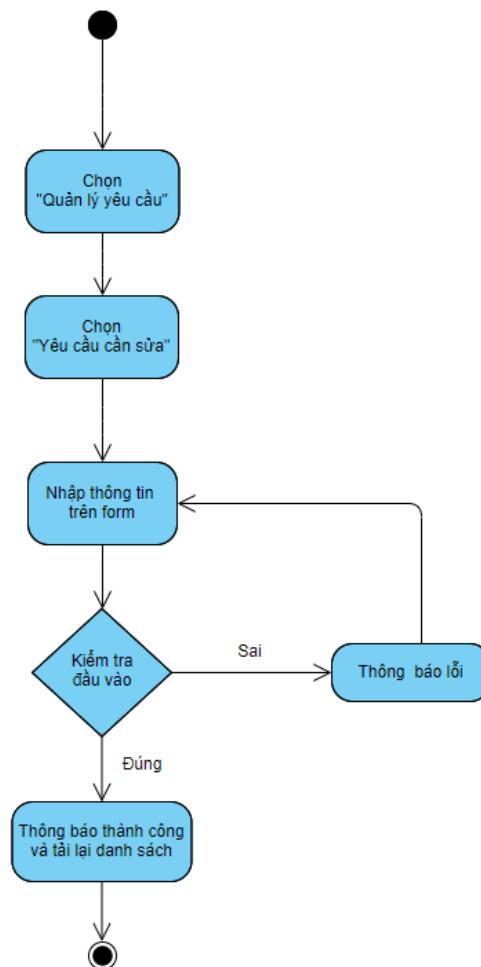 Chọn
"Quản lý yêu cầu"
Chọn
"Yêu cầu cần sửa"
Nhập thông tin
trên form
Kiểm tra
đầu vào
Sai
Thông báo lỗi
Đúng
Thông báo thành công
và tải lại danh sách